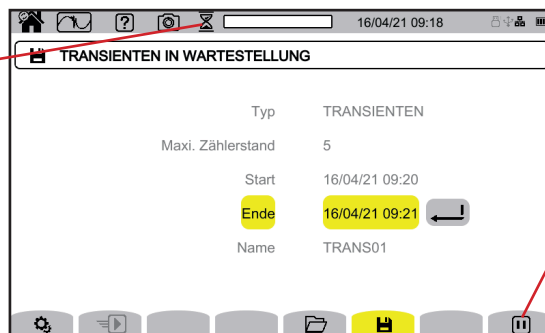 16/04/21 09:18
TRANSIENTEN IN WARTESTELLUNG
Typ TRANSIENTEN
Maxi. Zählerstand 5
Start 16/04/21 09:20
Ende 16/04/21 09:21
Name TRANS01